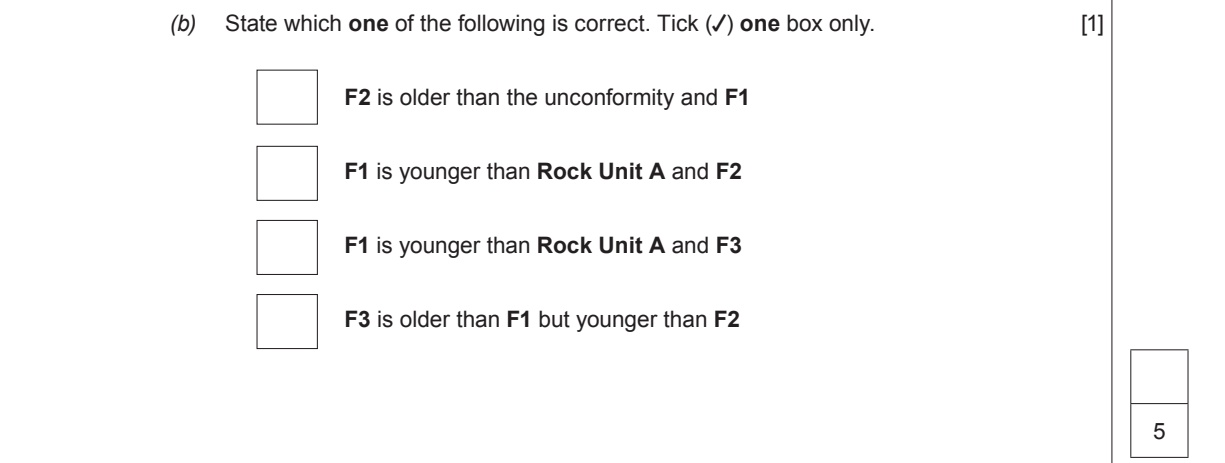 (b) State which one of the following is correct. Tick (✓) one box only. [1]
F2 is older than the unconformity and F1
F1 is younger than Rock Unit A and F2
F1 is younger than Rock Unit A and F3
F3 is older than F1 but younger than F2
5